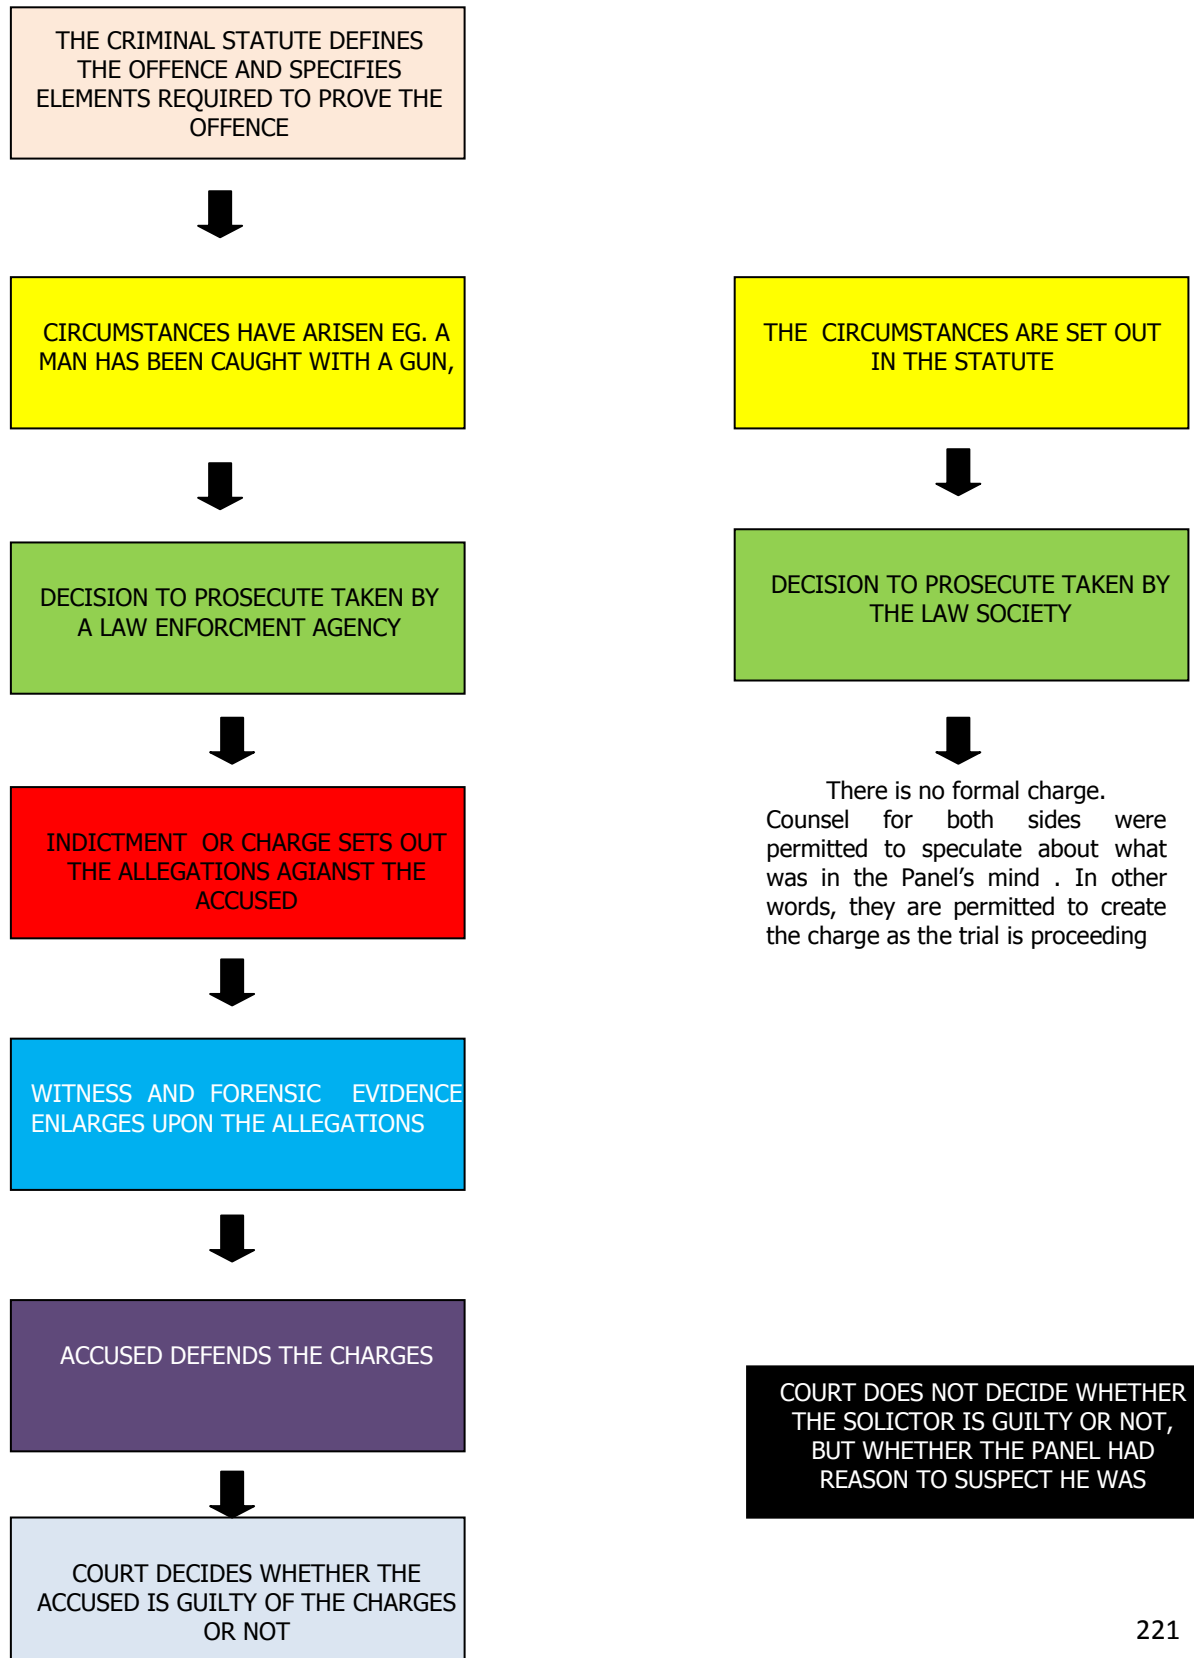 THE CRIMINAL STATUTE DEFINES
THE OFFENCE AND SPECIFIES
ELEMENTS REQUIRED TO PROVE THE
OFFENCE
CIRCUMSTANCES HAVE ARISEN EG. A
MAN HAS BEEN CAUGHT WITH A GUN,
DECISION TO PROSECUTE TAKEN BY
A LAW ENFORCMENT AGENCY
INDICTMENT OR CHARGE SETS OUT
THE ALLEGATIONS AGIANST THE
ACCUSED
WITNESS AND FORENSIC EVIDENCE
ENLARGES UPON THE ALLEGATIONS
ACCUSED DEFENDS THE CHARGES
COURT DECIDES WHETHER THE
ACCUSED IS GUILTY OF THE CHARGES
OR NOT
THE CIRCUMSTANCES ARE SET OUT
IN THE STATUTE
DECISION TO PROSECUTE TAKEN BY
THE LAW SOCIETY
There is no formal charge.
Counsel for both sides were
permitted to speculate about what
was in the Panel’s mind . In other
words, they are permitted to create
the charge as the trial is proceeding
COURT DOES NOT DECIDE WHETHER
THE SOLICTOR IS GUILTY OR NOT,
BUT WHETHER THE PANEL HAD
REASON TO SUSPECT HE WAS
221